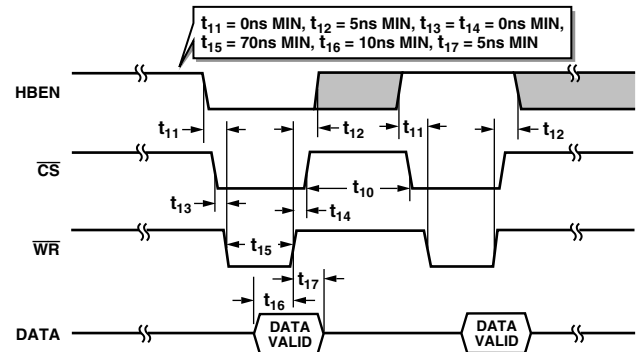 t11 = 0ns MIN, t12 = 5ns MIN, t13 = t14 = 0ns MIN,
t15 = 70ns MIN, t16 = 10ns MIN, t17 = 5ns MIN
HBEN
t11
t12
t11
t12
CS
t13
t10
t14
WR
t15
t17
t16
DATA
DATA
VALID
DATA
VALID